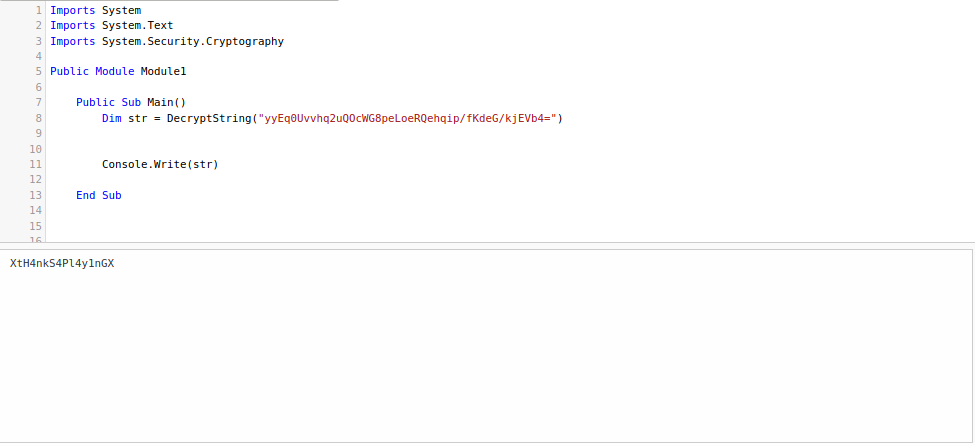 1 Imports System
2 Imports System.Text
3 Imports System.Security.Cryptography
4
5 Public Module Module1
6
7 Public Sub Main()
8 Dim str = DecryptString("yyEq0Uvvhq2uQOcWG8peLoeRQehqip/fKdeG/kjEVb4=")
9
10
11 Console.Write(str)
12
13 End Sub
14
15
16
XtH4nkS4Pl4y1nGX